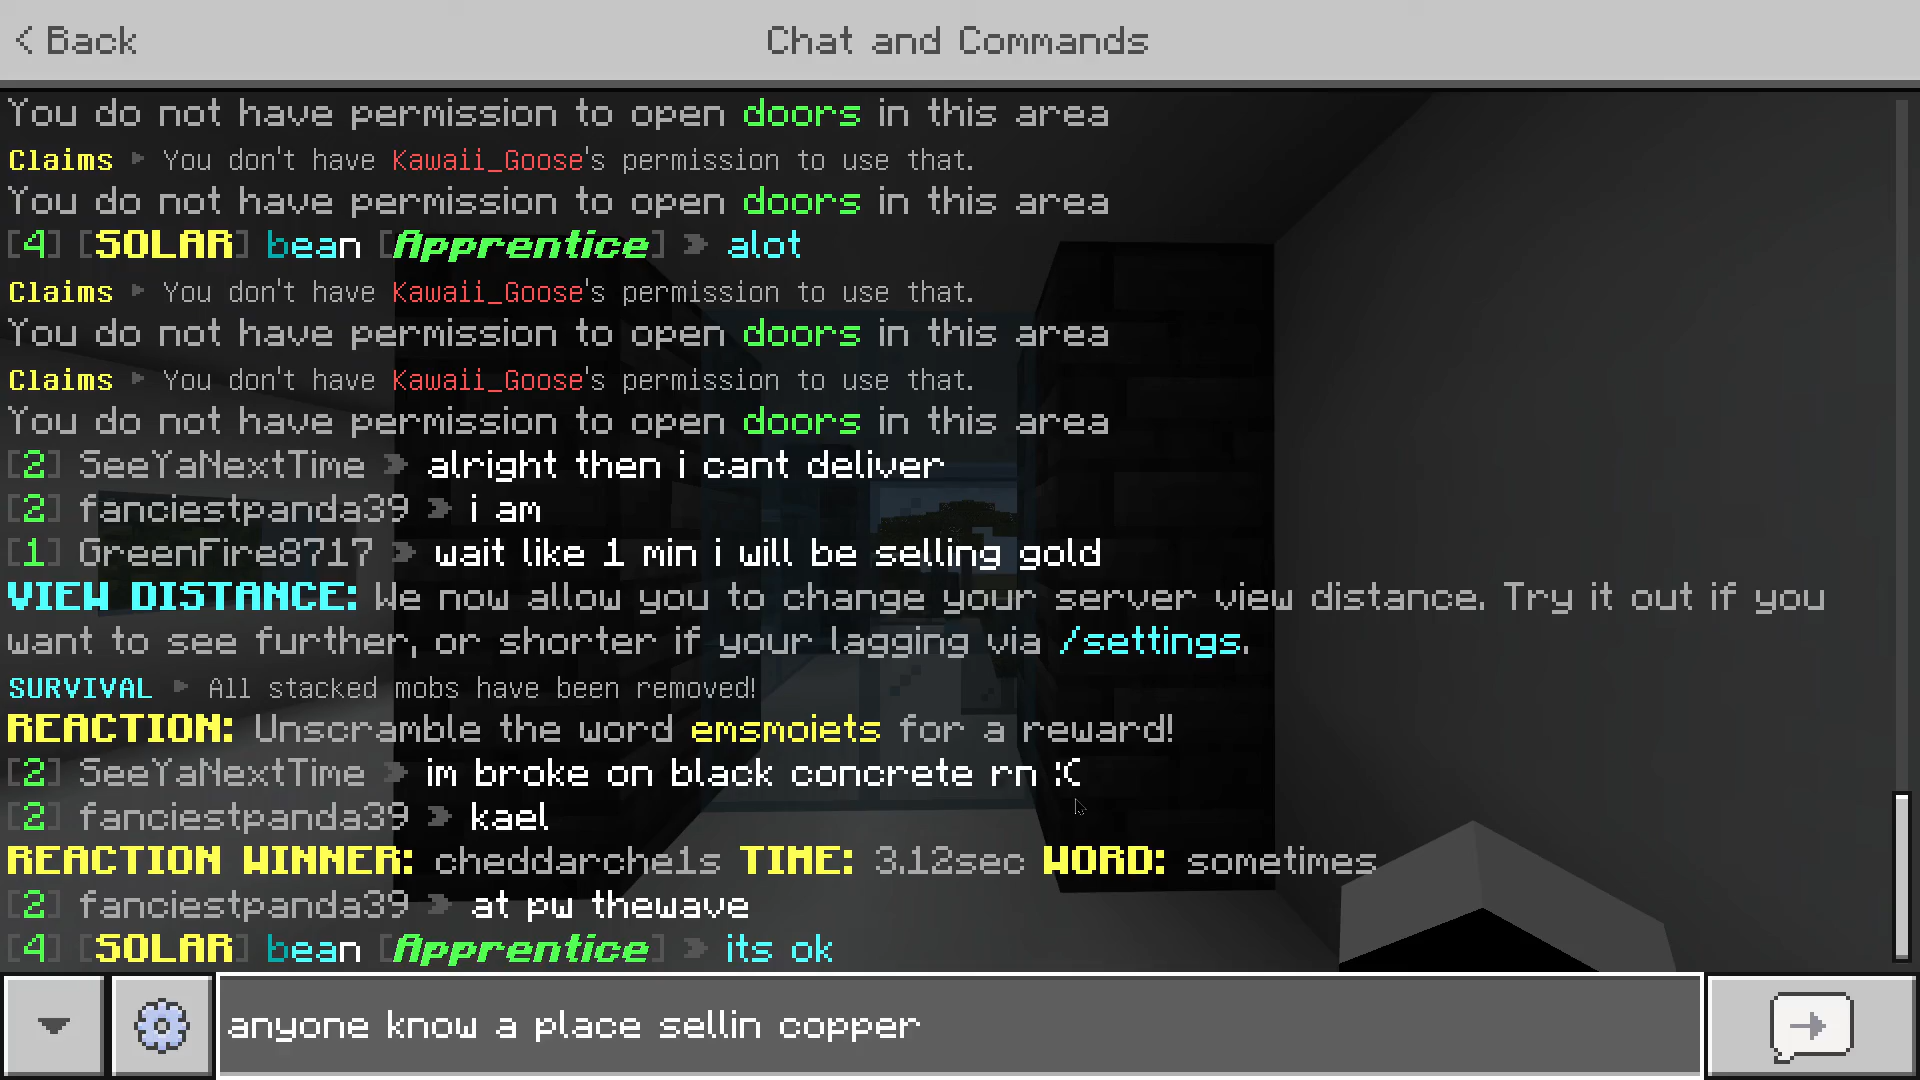 < Back
Chat and Commands
You do not have permission to open doors in this area
Claims ▸ You don't have Kawaii_Goose's permission to use that.
You do not have permission to open doors in this area
[4] [SOLAR] bean [Apprentice] » alot
Claims ▸ You don't have Kawaii_Goose's permission to use that.
You do not have permission to open doors in this area
Claims ▸ You don't have Kawaii_Goose's permission to use that.
You do not have permission to open doors in this area
[2] SeeYaNextTime » alright then i cant deliver
[2] fanciestpanda39 » i am
[1] GreenFire8717 » wait like 1 min i will be selling gold
VIEW DISTANCE: We now allow you to change your server view distance. Try it out if you
want to see further, or shorter if your lagging via /settings.
SURVIVAL ▸ All stacked mobs have been removed!
REACTION: Unscramble the word emsmoiets for a reward!
[2] SeeYaNextTime » im broke on black concrete rn :(
[2] fanciestpanda39 » kael
REACTION WINNER: cheddarche1s TIME: 3.12sec WORD: sometimes
[2] fanciestpanda39 » at pw thewave
[4] [SOLAR] bean [Apprentice] » its ok
anyone know a place sellin copper